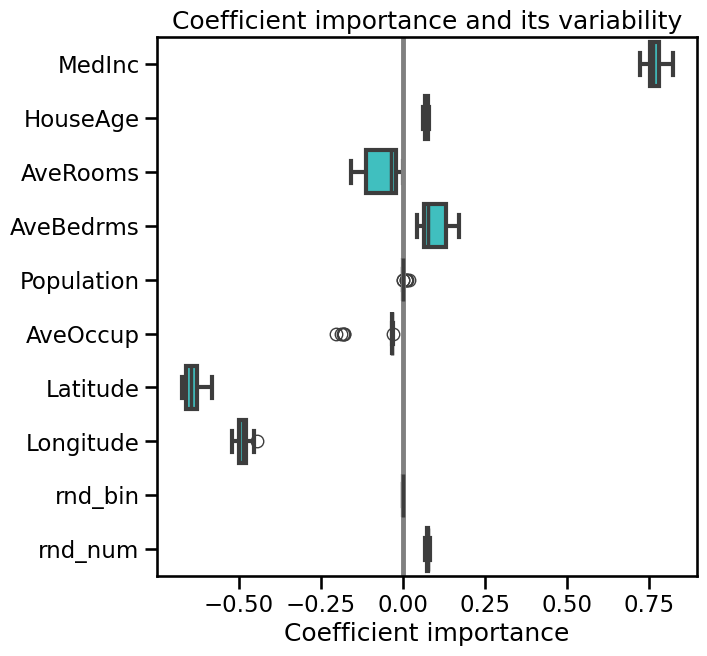 Coefficient importance and its variability
MedInc
HouseAge
AveRooms
AveBedrms
Population
AveOccup
Latitude
Longitude
rnd_bin
rnd_num
−0.50 −0.25 0.00 0.25 0.50 0.75
Coefficient importance